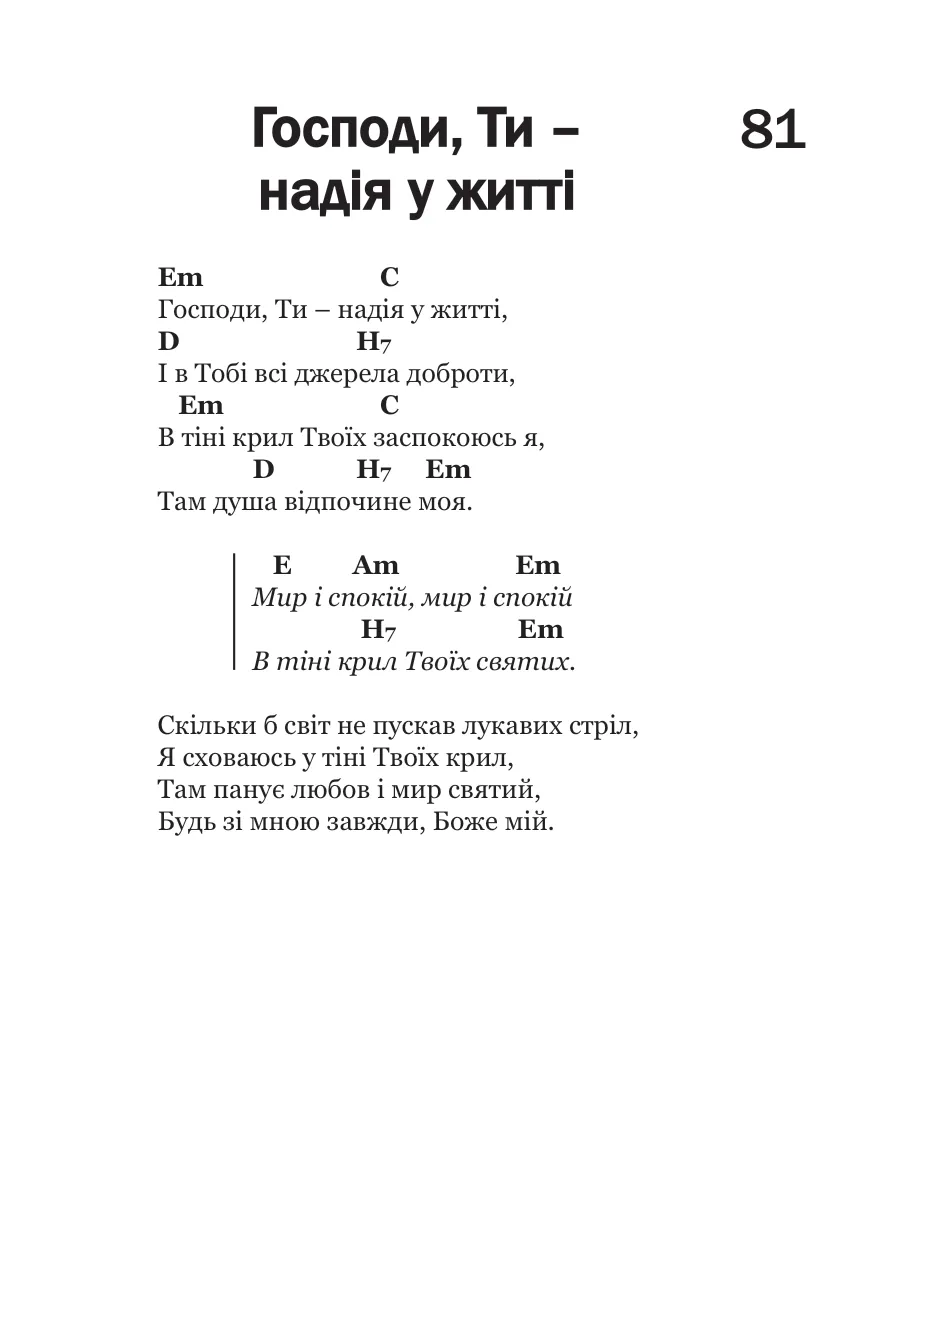 Господи, Ти – 81
надія у житті
Em C
Господи, Ти – надія у житті,
D H7
І в Тобі всі джерела доброти,
Em C
В тіні крил Твоїх заспокоюсь я,
D H7 Em
Там душа відпочине моя.
E Am Em
Мир і спокій, мир і спокій
H7 Em
В тіні крил Твоїх святих.
Скільки б світ не пускав лукавих стріл,
Я сховаюсь у тіні Твоїх крил,
Там панує любов і мир святий,
Будь зі мною завжди, Боже мій.